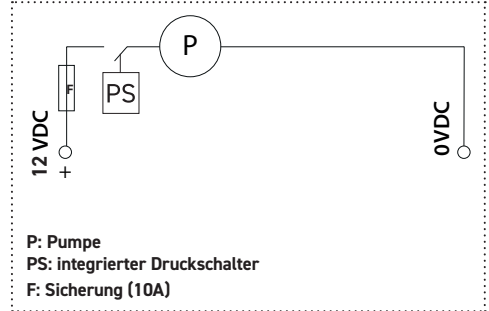 P
F
PS
12 VDC
+
0VDC
P: Pumpe
PS: integrierter Druckschalter
F: Sicherung (10A)